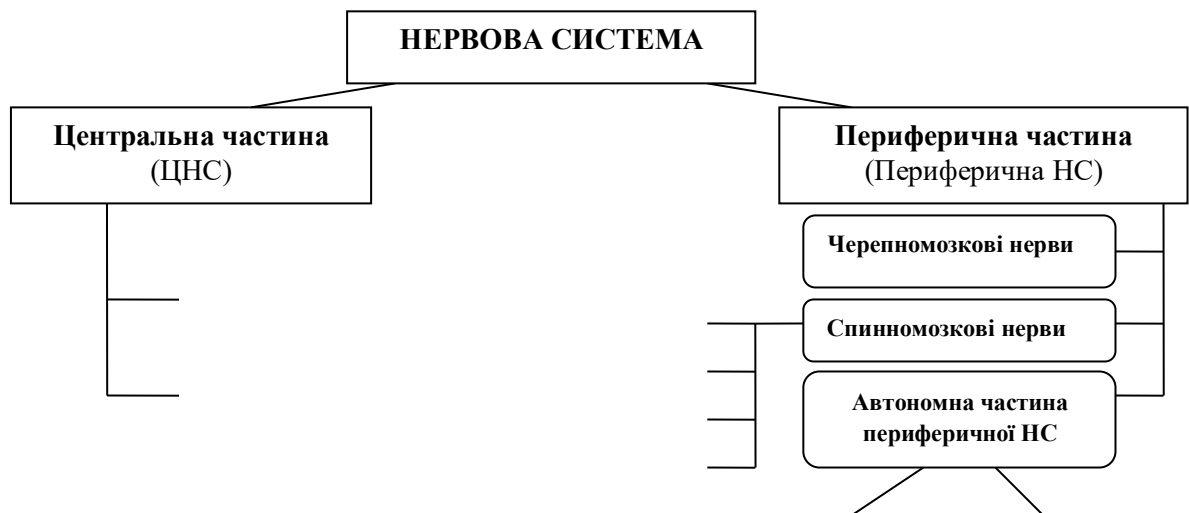 НЕРВОВА СИСТЕМА
Центральна частина
(ЦНС)
Периферична частина
(Периферична НС)
Черепномозкові нерви
Спинномозкові нерви
Автономна частина
периферичної НС